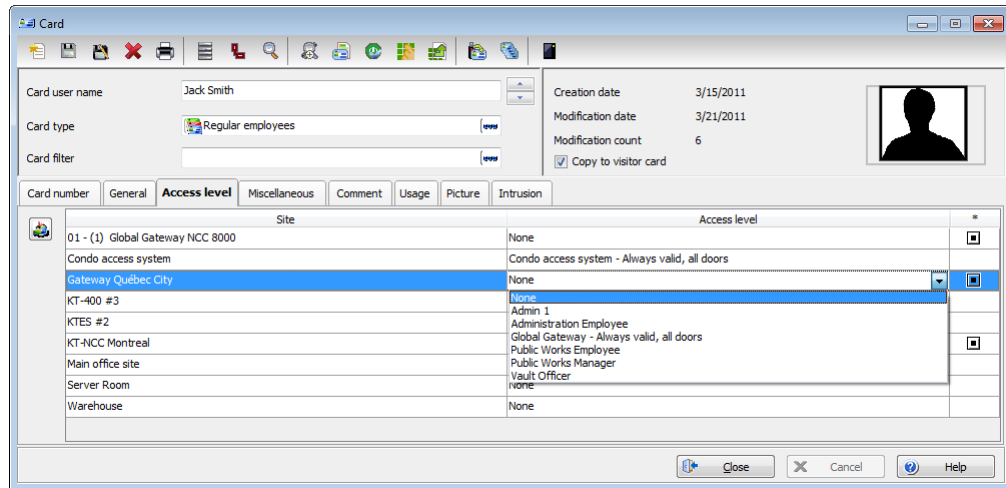 Card
Card user name
Jack Smith
Card type
Regular employees
Card filter
Creation date 3/15/2011
Modification date 3/21/2011
Modification count 6
Copy to visitor card
Card number General Access level Miscellaneous Comment Usage Picture Intrusion
Site Access level *
01 - (1) Global Gateway NCC 8000 None
Condo access system Condo access system - Always valid, all doors
Gateway Québec City None
KT-400 #3
KTES #2
KT-NCC Montreal
Main office site
Server Room None
Warehouse None
None
Admin 1
Administration Employee
Global Gateway - Always valid, all doors
Public Works Employee
Public Works Manager
Vault Officer
Close Cancel Help